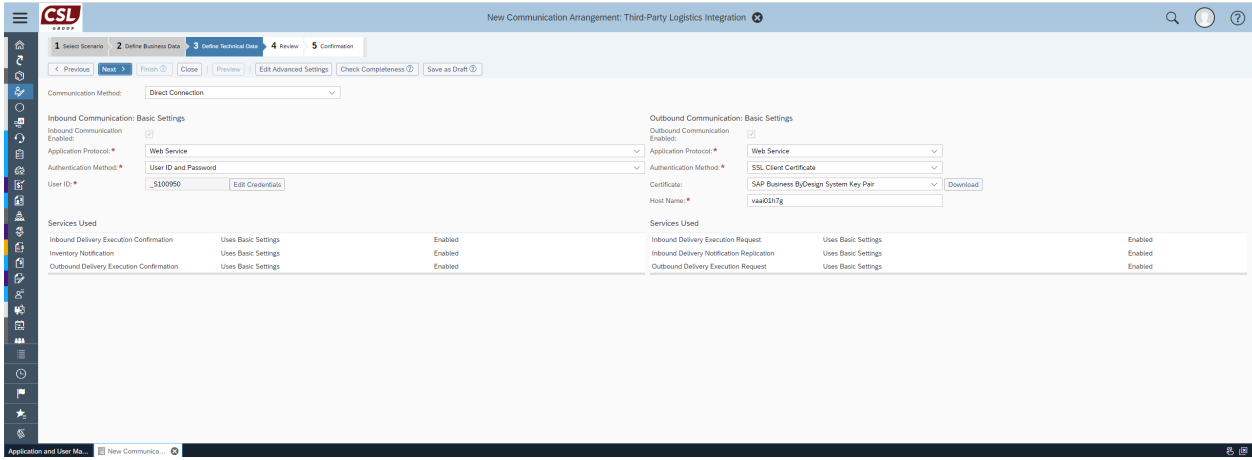 CSL
GROUP
New Communication Arrangement: Third-Party Logistics Integration
1 Select Scenario 2 Define Business Data 3 Define Technical Data 4 Review 5 Confirmation
< Previous Next > Finish Close Preview Edit Advanced Settings Check Completeness Save as Draft
Communication Method: Direct Connection
Inbound Communication: Basic Settings
Inbound Communication
Enabled:
Application Protocol:* Web Service
Authentication Method:* User ID and Password
User ID:* _S100950 Edit Credentials
Services Used
Inbound Delivery Execution Confirmation Uses Basic Settings Enabled
Inventory Notification Uses Basic Settings Enabled
Outbound Delivery Execution Confirmation Uses Basic Settings Enabled
Outbound Communication: Basic Settings
Outbound Communication
Enabled:
Application Protocol:* Web Service
Authentication Method:* SSL Client Certificate
Certificate: SAP Business ByDesign System Key Pair Download
Host Name:* vaai01h7g
Services Used
Inbound Delivery Execution Request Uses Basic Settings Enabled
Inbound Delivery Notification Replication Uses Basic Settings Enabled
Outbound Delivery Execution Request Uses Basic Settings Enabled
Application and User Ma... New Communica...